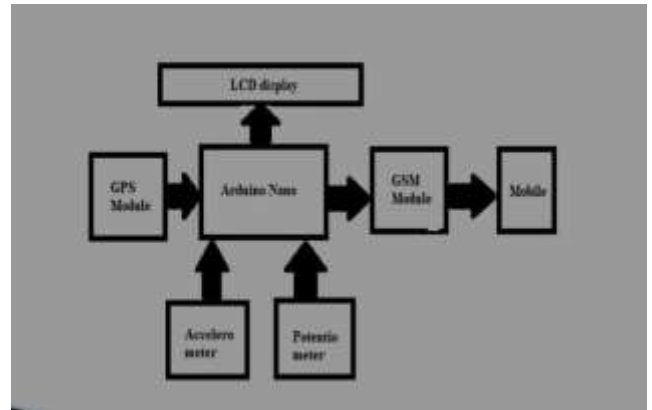 LCD display
GPS
Module
Arduino Nano
GSM
Module
Mobile
Accelero
meter
Potentio
meter